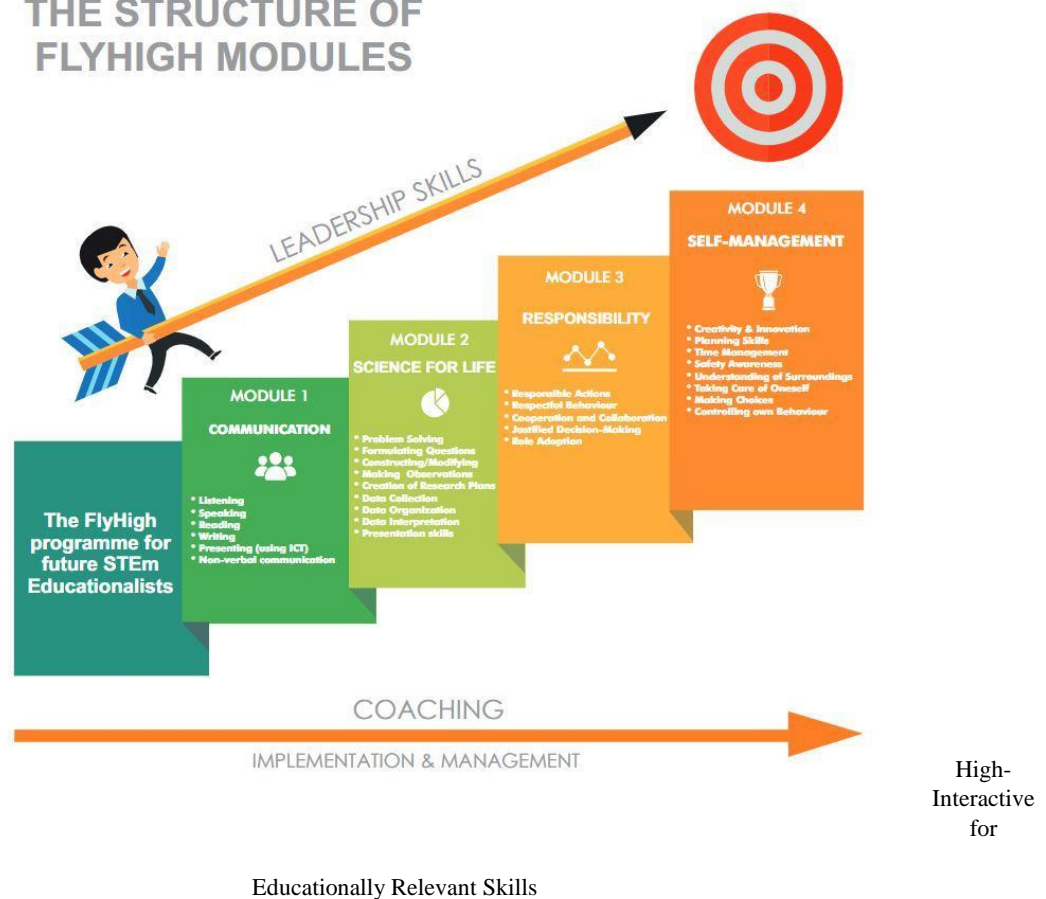 THE STRUCTURE OF
FLYHIGH MODULES
LEADERSHIP SKILLS
The FlyHigh
programme for
future STEm
Educationalists
MODULE 1
COMMUNICATION
* Listening
* Speaking
* Reading
* Writing
* Presenting (using ICT)
* Non-verbal communication
MODULE 2
SCIENCE FOR LIFE
* Problem Solving
* Formulating Questions
* Constructing/Modifying
* Making Observations
* Creation of Research Plans
* Data Collection
* Data Organization
* Data Interpretation
* Presentation skills
MODULE 3
RESPONSIBILITY
* Responsible Actions
* Respectful Behaviour
* Cooperation and Collaboration
* Justified Decision-Making
* Role Adoption
MODULE 4
SELF-MANAGEMENT
* Creativity & Innovation
* Planning Skills
* Time Management
* Safety Awareness
* Understanding of Surroundings
* Taking Care of Oneself
* Making Choices
* Controlling own Behaviour
COACHING
IMPLEMENTATION & MANAGEMENT
High-
Interactive
for
Educationally Relevant Skills